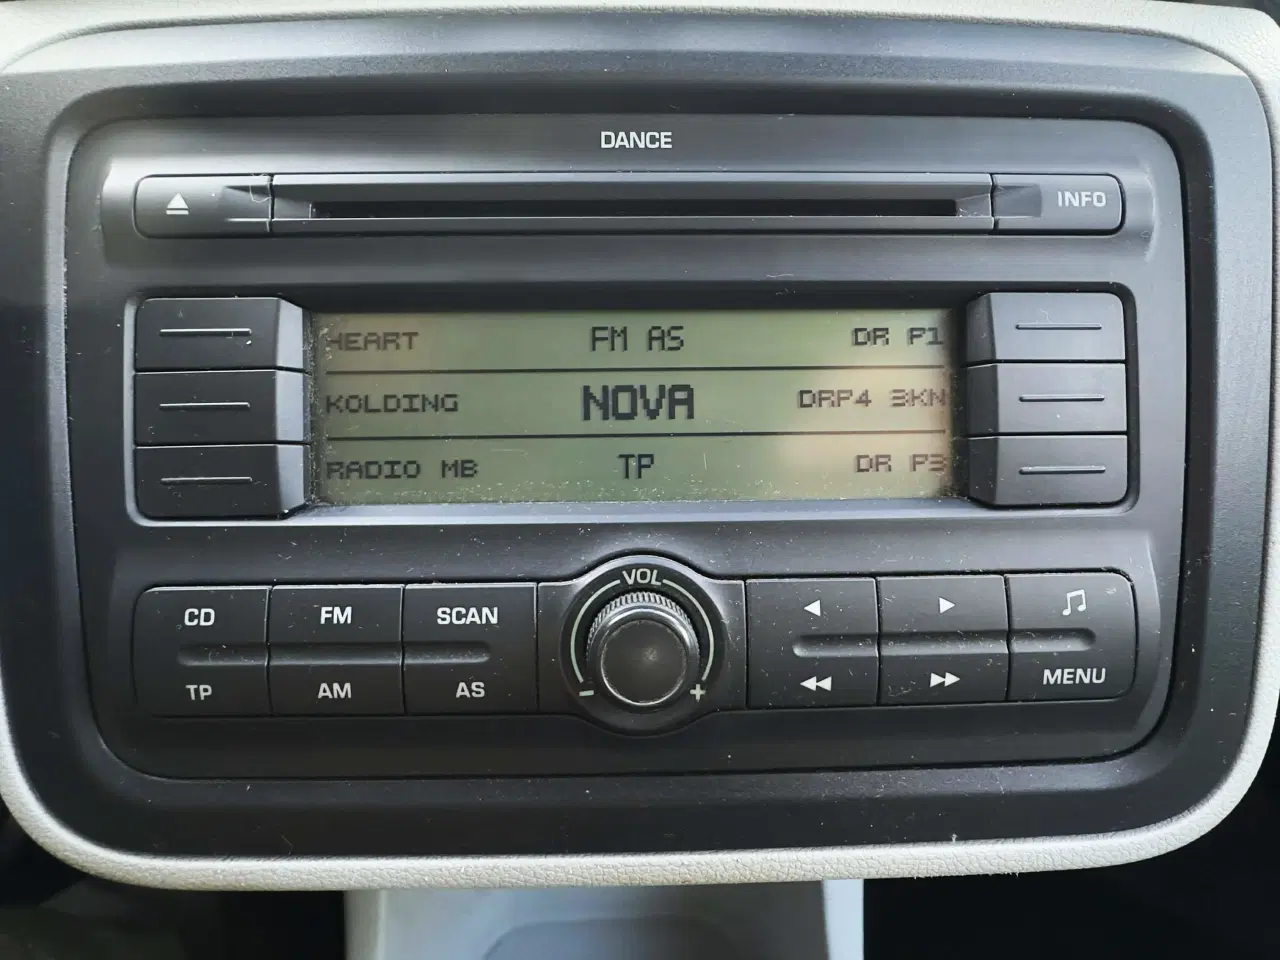 DANCE
INFO
HEART FM AS DR P1
KOLDING NOVA DRP4 3KN
RADIO MB TP DR P3
VOL
CD FM SCAN
TP AM AS - + MENU